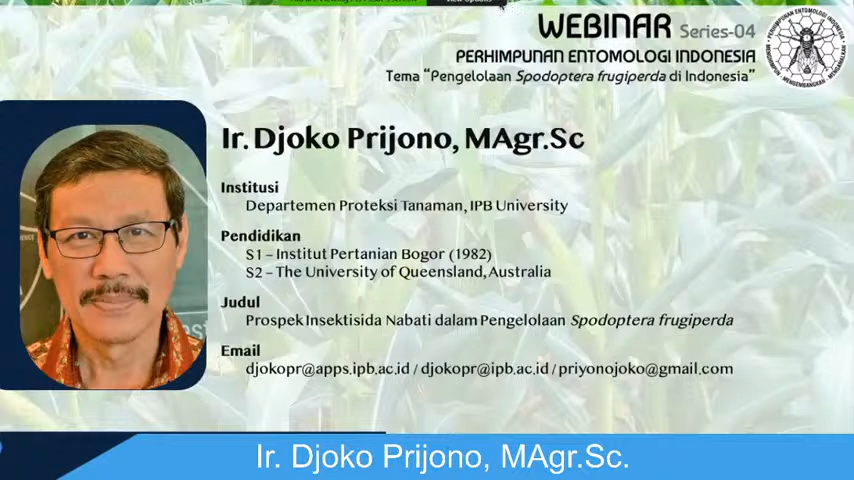 WEBINAR Series-04
PERHIMPUNAN ENTOMOLOGI INDONESIA
Tema “Pengelolaan Spodoptera frugiperda di Indonesia”
PERHIMPUNAN ENTOMOLOGI INDONESIA
Ir. Djoko Prijono, MAgr.Sc
Institusi
Departemen Proteksi Tanaman, IPB University
Pendidikan
S1 – Institut Pertanian Bogor (1982)
S2 – The University of Queensland, Australia
Judul
Prospek Insektisida Nabati dalam Pengelolaan Spodoptera frugiperda
Email
djokopr@apps.ipb.ac.id / djokopr@ipb.ac.id / priyonojoko@gmail.com
Ir. Djoko Prijono, MAgr.Sc.